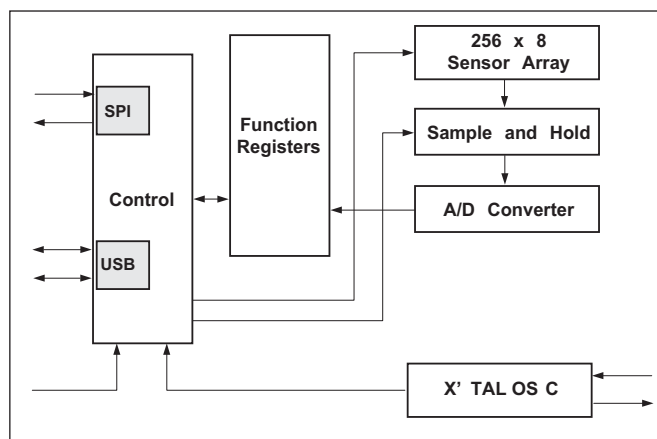 256 x 8
Sensor Array
SPI
Function
Registers
Sample and Hold
Control
A/D Converter
USB
X' TAL OS C